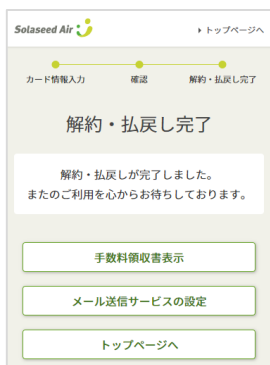 Solaseed Air
トップページへ
カード情報入力 確認 解約・払戻し完了
解約・払戻し完了
解約・払戻しが完了しました。
またのご利用を心からお待ちしております。
手数料領収書表示
メール送信サービスの設定
トップページへ